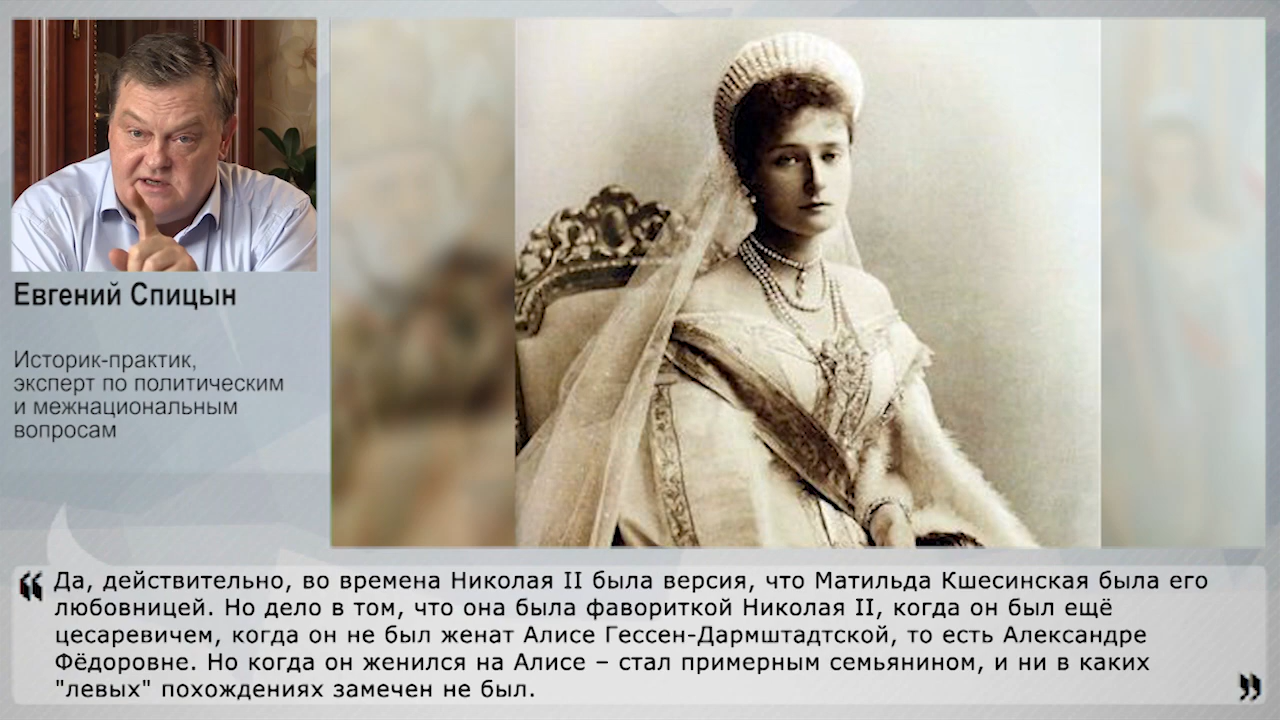 Евгений Спицын
Историк-практик,
эксперт по политическим
и межнациональным
вопросам
“ Да, действительно, во времена Николая II была версия, что Матильда Кшесинская была его
любовницей. Но дело в том, что она была фавориткой Николая II, когда он был ещё
цесаревичем, когда он не был женат Алисе Гессен-Дармштадтской, то есть Александре
Фёдоровне. Но когда он женился на Алисе – стал примерным семьянином, и ни в каких
"левых" похождениях замечен не был. ”